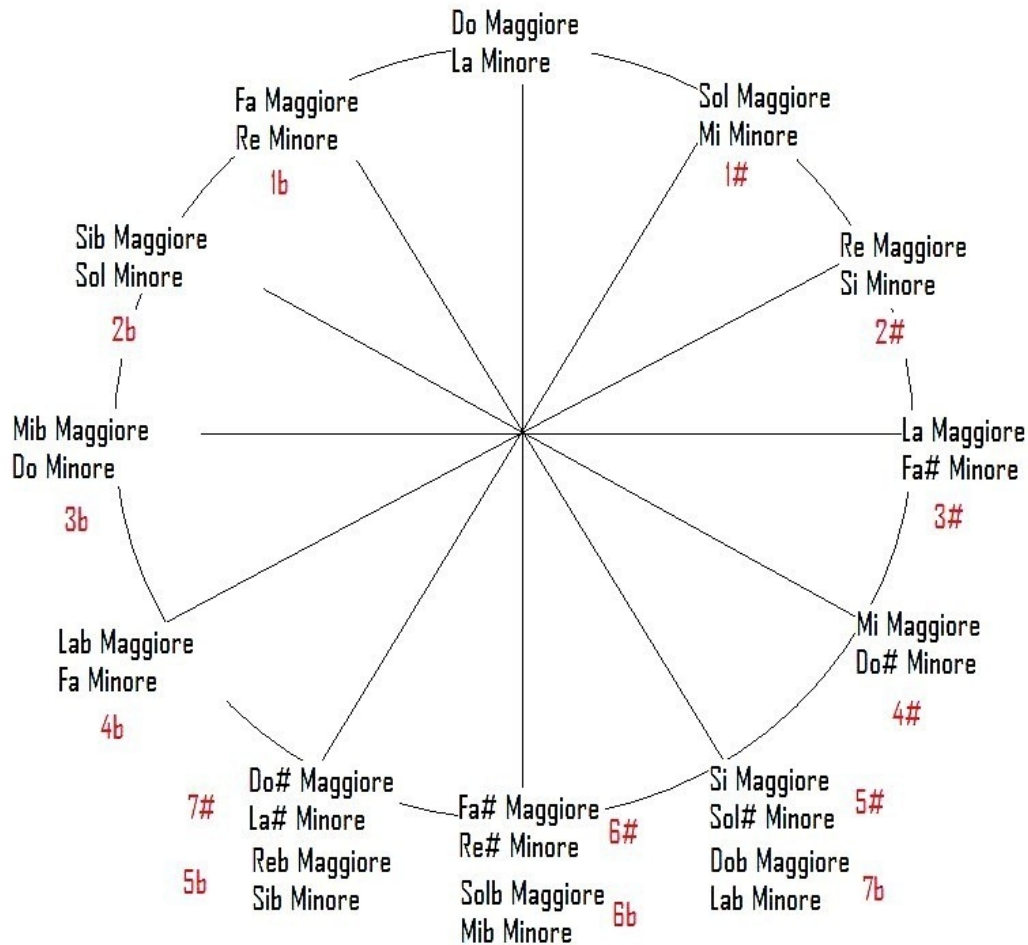 Do Maggiore
La Minore
Sol Maggiore
Mi Minore
1#
Re Maggiore
Si Minore
2#
La Maggiore
Fa# Minore
3#
Mi Maggiore
Do# Minore
4#
Si Maggiore
Sol# Minore
5#
Dob Maggiore
Lab Minore
7b
Fa# Maggiore
Re# Minore
6#
Solb Maggiore
Mib Minore
6b
Do# Maggiore
La# Minore
7#
Reb Maggiore
Sib Minore
5b
Lab Maggiore
Fa Minore
4b
Mib Maggiore
Do Minore
3b
Sib Maggiore
Sol Minore
2b
Fa Maggiore
Re Minore
1b